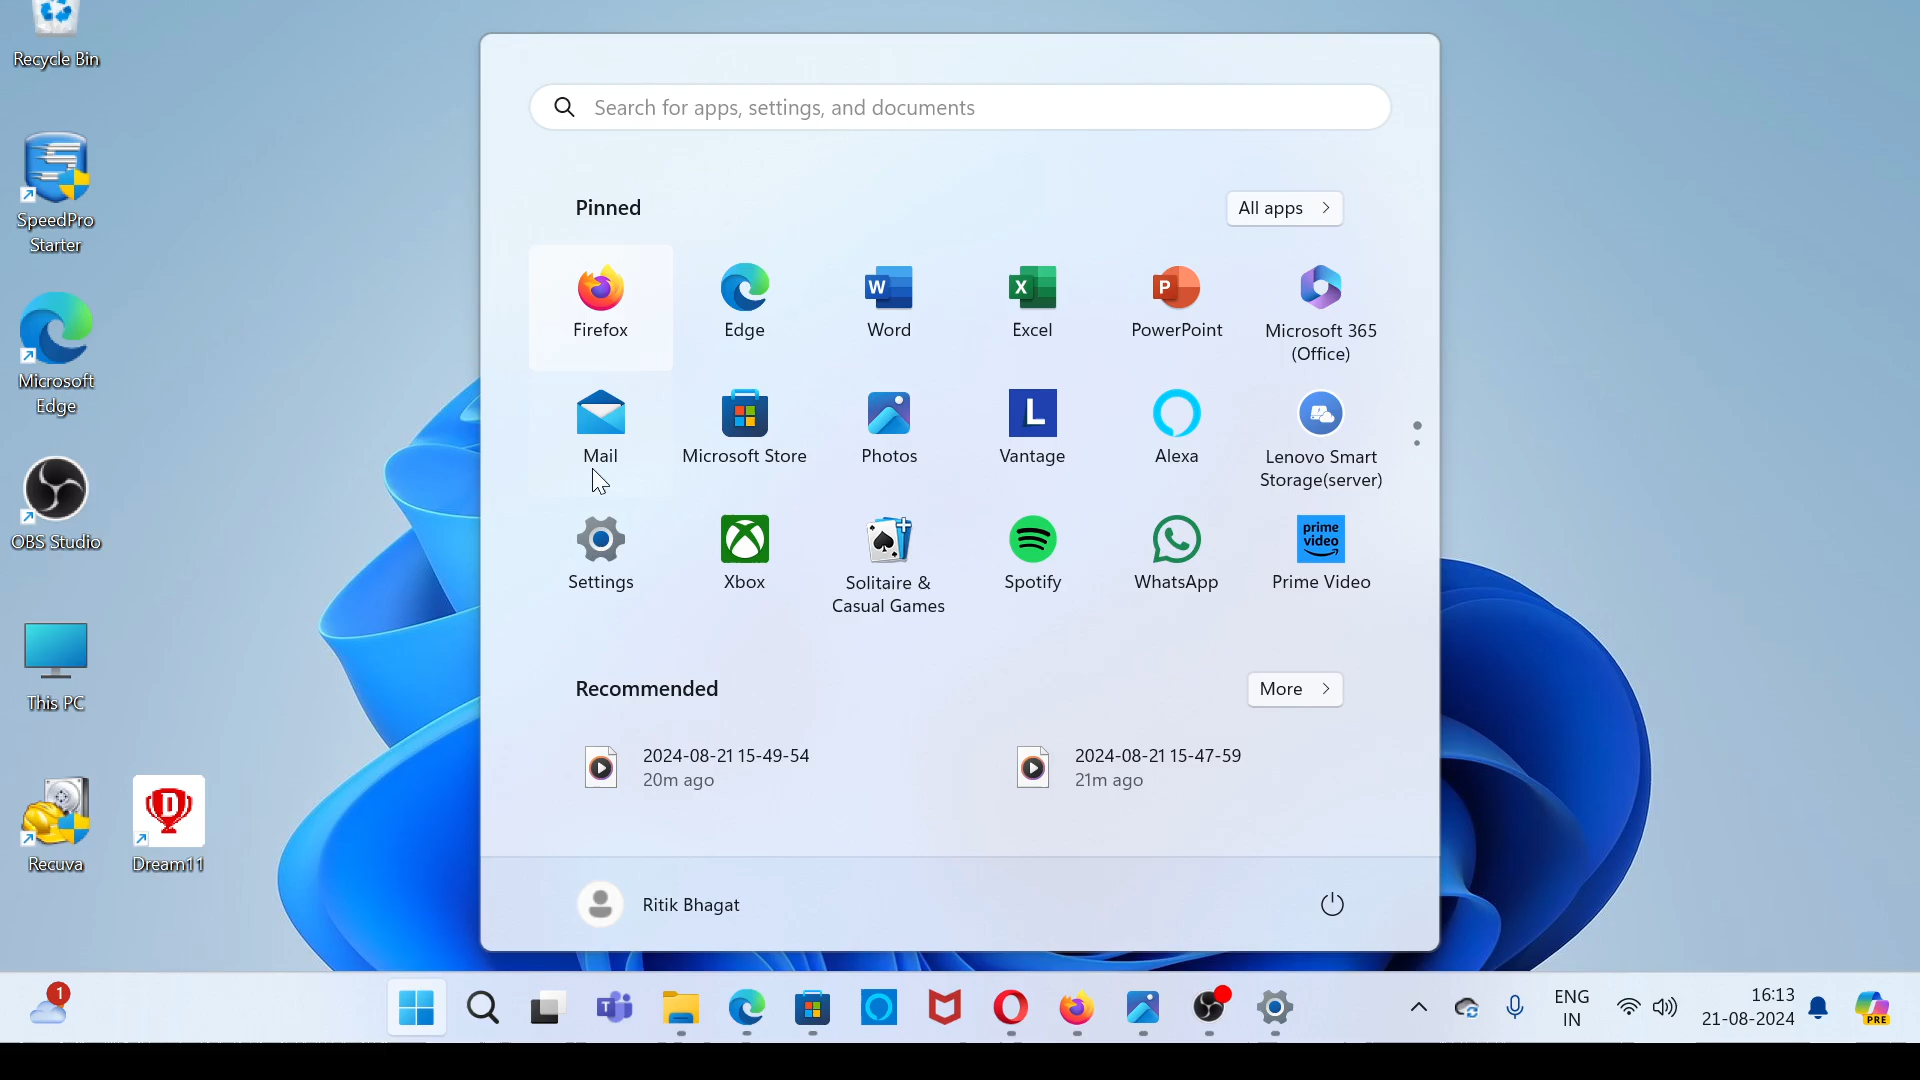 Recycle Bin
SpeedPro
Starter
Microsoft
Edge
OBS Studio
This PC
Recuva
Dream11
Search for apps, settings, and documents
Pinned
All apps
Firefox
Edge
Word
Excel
PowerPoint
Microsoft 365
(Office)
Mail
Microsoft Store
Photos
Vantage
Alexa
Lenovo Smart
Storage(server)
prime
video
Settings
Xbox
Solitaire &
Casual Games
Spotify
WhatsApp
Prime Video
Recommended
More
2024-08-21 15-49-54
20m ago
2024-08-21 15-47-59
21m ago
Ritik Bhagat
1
ENG
IN
16:13
21-08-2024
PRE